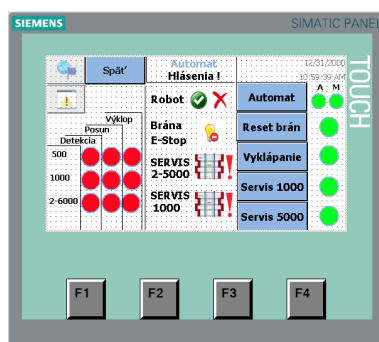 SIEMENS
SIMATIC PANEL
TOUCH
Späť
Automat
Hlásenia !
12/31/2000
10:59:39 AM
A M
Robot
Automat
Výklop
Posun
Detekcia
Brána
E-Stop
Reset brán
500
SERVIS
2-5000
Vyklápanie
1000
Servis 1000
2-6000
SERVIS
1000
Servis 5000
F1
F2
F3
F4